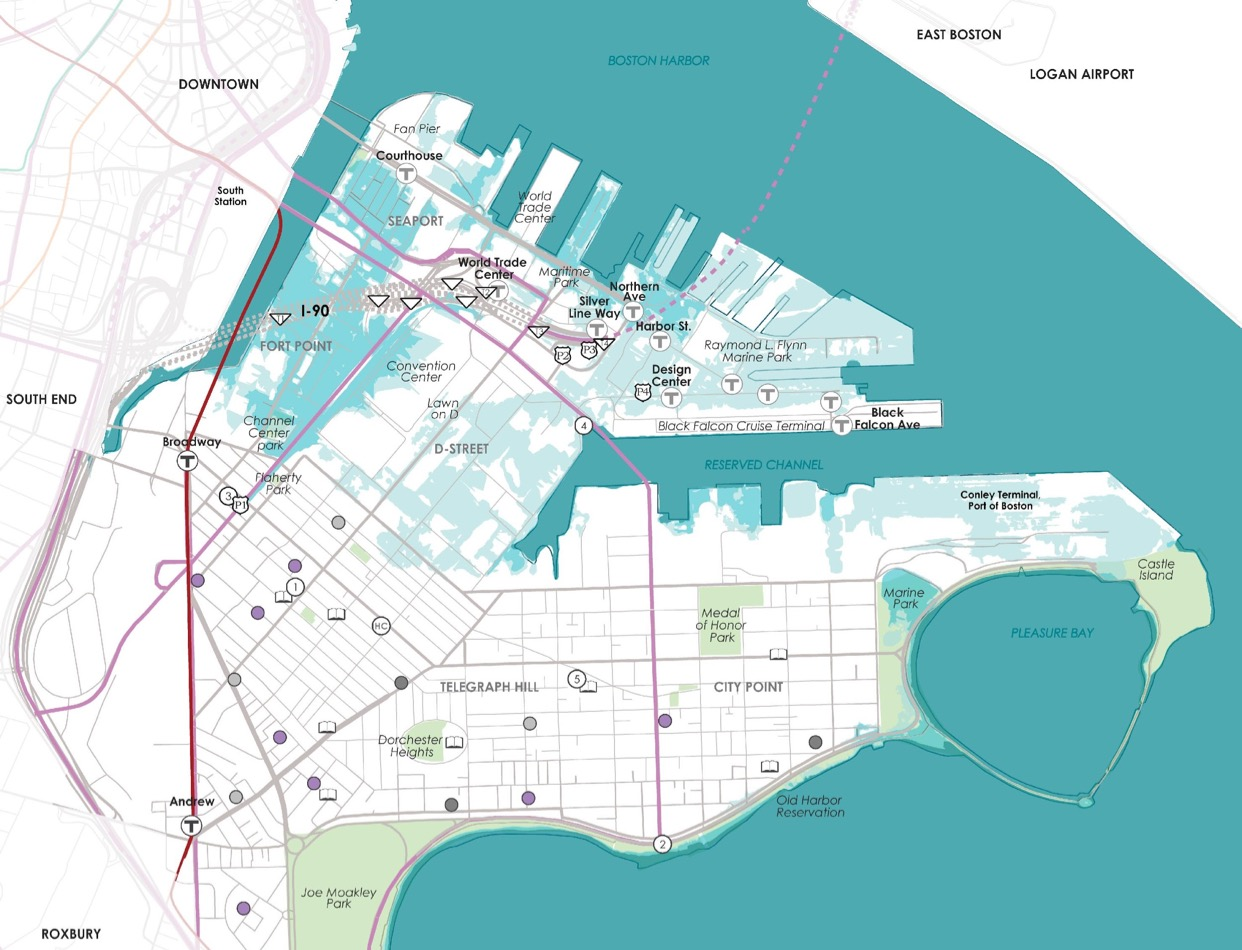 EAST BOSTON
LOGAN AIRPORT
BOSTON HARBOR
DOWNTOWN
Fan Pier
Courthouse
T
South
Station
World
Trade
Center
SEAPORT
World Trade
Center
T
Maritime
Park
Northern
Ave
T
Silver
Line Way
T
I-90
Harbor St.
T
FORT POINT
P2
P3
Raymond L. Flynn
Marine Park
Convention
Center
Design
Center
P4
T
T
T
T
SOUTH END
Lawn
on D
Black
Falcon Ave
T
Black Falcon Cruise Terminal
4
Channel
Center
park
Broadway
T
D-STREET
RESERVED CHANNEL
Flaherty
Park
3
P1
Conley Terminal,
Port of Boston
Castle
Island
1
Marine
Park
HC
Medal
of Honor
Park
PLEASURE BAY
TELEGRAPH HILL
5
CITY POINT
Dorchester
Heights
Andrew
T
Old Harbor
Reservation
2
Joe Moakley
Park
ROXBURY